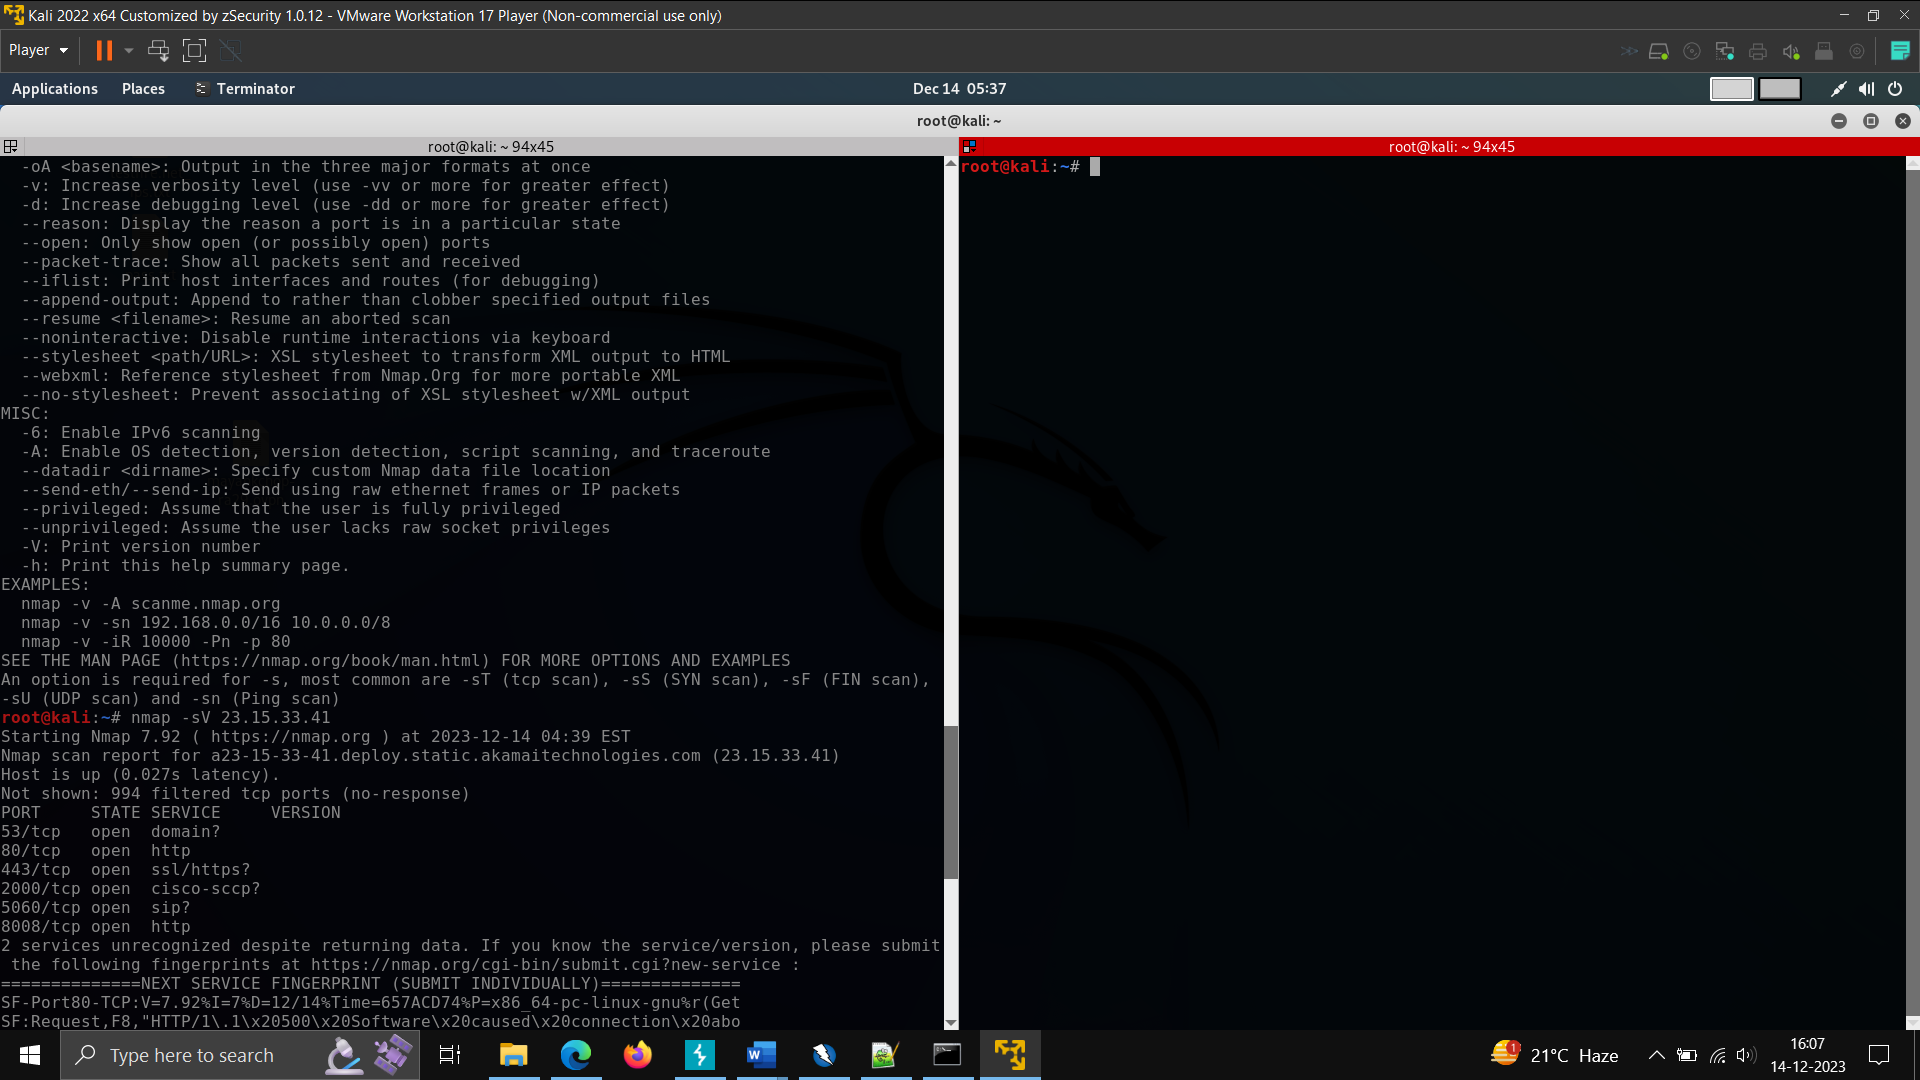 Kali 2022 x64 Customized by zSecurity 1.0.12 - VMware Workstation 17 Player (Non-commercial use only)
Player
Applications Places Terminator Dec 14 05:37
root@kali: ~
root@kali: ~ 94x45
  -oA <basename>: Output in the three major formats at once
  -v: Increase verbosity level (use -vv or more for greater effect)
  -d: Increase debugging level (use -dd or more for greater effect)
  --reason: Display the reason a port is in a particular state
  --open: Only show open (or possibly open) ports
  --packet-trace: Show all packets sent and received
  --iflist: Print host interfaces and routes (for debugging)
  --append-output: Append to rather than clobber specified output files
  --resume <filename>: Resume an aborted scan
  --noninteractive: Disable runtime interactions via keyboard
  --stylesheet <path/URL>: XSL stylesheet to transform XML output to HTML
  --webxml: Reference stylesheet from Nmap.Org for more portable XML
  --no-stylesheet: Prevent associating of XSL stylesheet w/XML output
MISC:
  -6: Enable IPv6 scanning
  -A: Enable OS detection, version detection, script scanning, and traceroute
  --datadir <dirname>: Specify custom Nmap data file location
  --send-eth/--send-ip: Send using raw ethernet frames or IP packets
  --privileged: Assume that the user is fully privileged
  --unprivileged: Assume the user lacks raw socket privileges
  -V: Print version number
  -h: Print this help summary page.
EXAMPLES:
  nmap -v -A scanme.nmap.org
  nmap -v -sn 192.168.0.0/16 10.0.0.0/8
  nmap -v -iR 10000 -Pn -p 80
SEE THE MAN PAGE (https://nmap.org/book/man.html) FOR MORE OPTIONS AND EXAMPLES
An option is required for -s, most common are -sT (tcp scan), -sS (SYN scan), -sF (FIN scan),
-sU (UDP scan) and -sn (Ping scan)
root@kali:~# nmap -sV 23.15.33.41
Starting Nmap 7.92 ( https://nmap.org ) at 2023-12-14 04:39 EST
Nmap scan report for a23-15-33-41.deploy.static.akamaitechnologies.com (23.15.33.41)
Host is up (0.027s latency).
Not shown: 994 filtered tcp ports (no-response)
PORT     STATE SERVICE     VERSION
53/tcp   open  domain?
80/tcp   open  http
443/tcp  open  ssl/https?
2000/tcp open  cisco-sccp?
5060/tcp open  sip?
8008/tcp open  http
2 services unrecognized despite returning data. If you know the service/version, please submit
 the following fingerprints at https://nmap.org/cgi-bin/submit.cgi?new-service :
==============NEXT SERVICE FINGERPRINT (SUBMIT INDIVIDUALLY)==============
SF-Port80-TCP:V=7.92%I=7%D=12/14%Time=657ACD74%P=x86_64-pc-linux-gnu%r(Get
SF:Request,F8,"HTTP/1\.1\x20500\x20Software\x20caused\x20connection\x20abo
root@kali: ~ 94x45
root@kali:~#
Type here to search
1
21°C Haze
16:07
14-12-2023